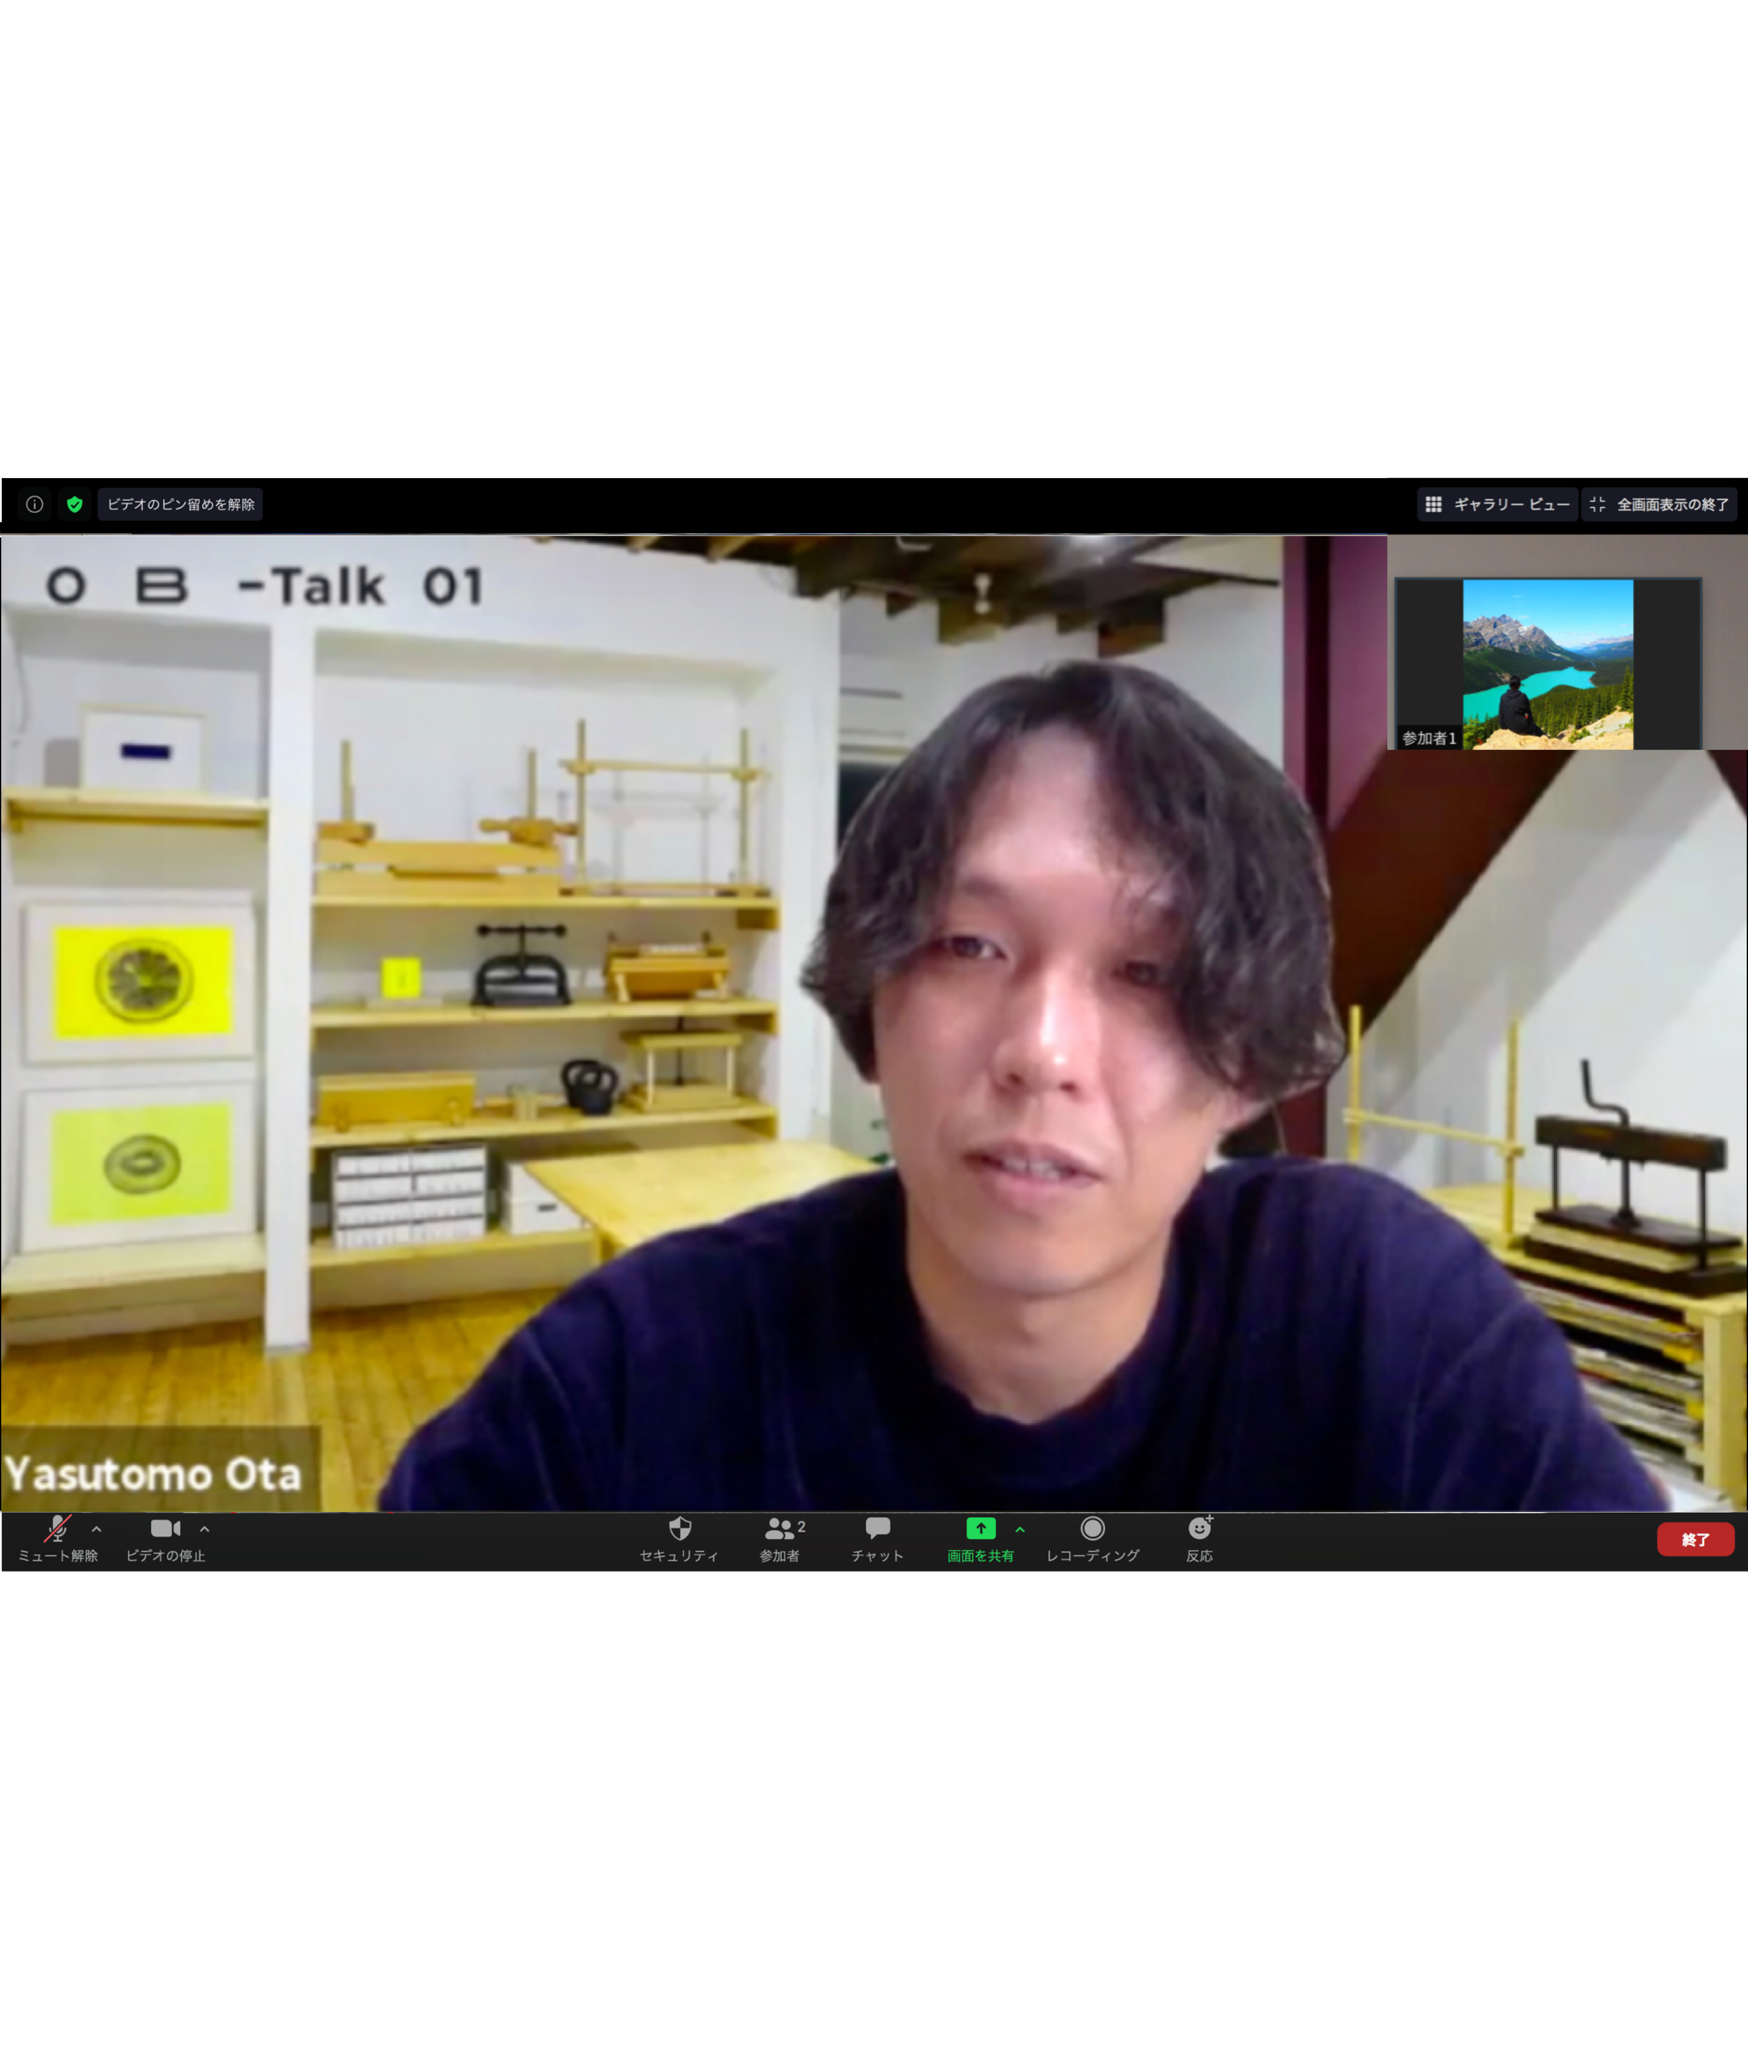 ビデオのピン留めを解除
ギャラリー ビュー
全画面表示の終了
O B -Talk 01
参加者1
Yasutomo Ota
ミュート解除
ビデオの停止
セキュリティ
2
参加者
チャット
画面を共有
レコーディング
反応
終了